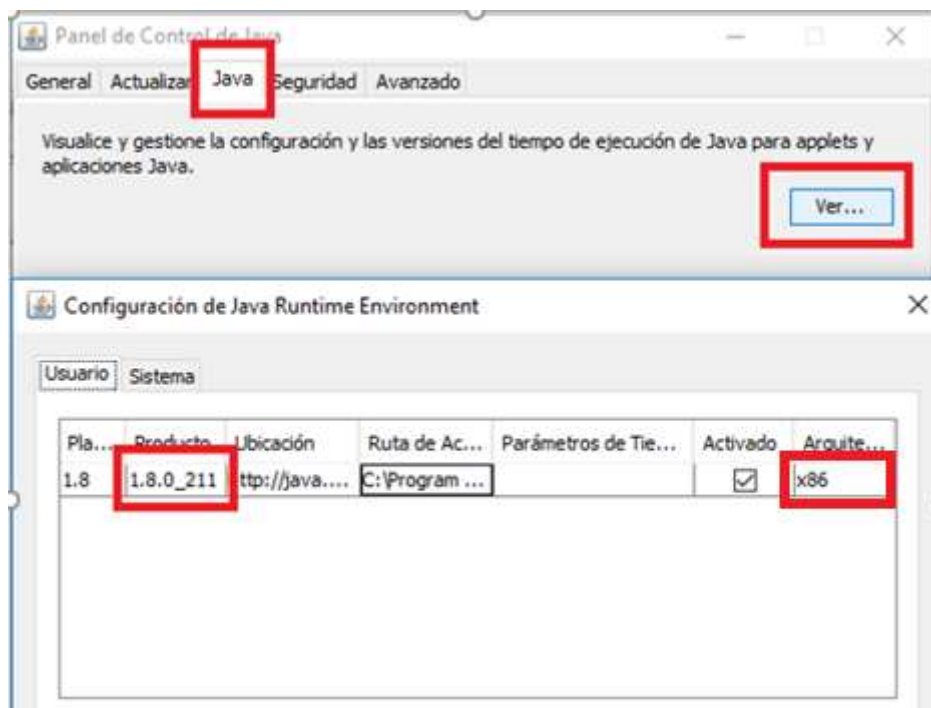 Panel de Control de Java
General Actualizar Java Seguridad Avanzado
Visualice y gestione la configuración y las versiones del tiempo de ejecución de Java para applets y
aplicaciones Java.
Ver...
Configuración de Java Runtime Environment
Usuario Sistema
Pla... Producto Ubicación Ruta de Ac... Parámetros de Tie... Activado Arquite...
1.8 1.8.0_211 ttp://java.... C:\Program ... x86